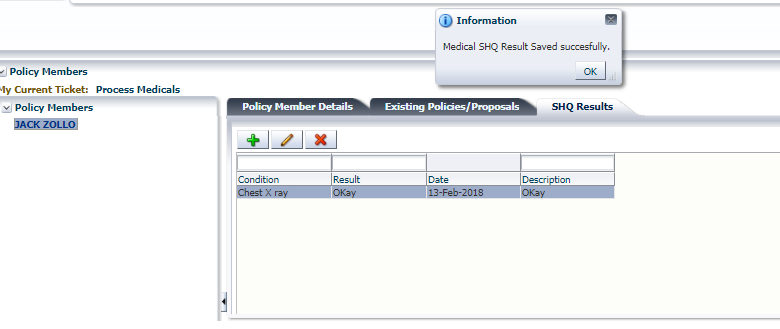 Information
Medical SHQ Result Saved succesfully.
OK
Policy Members
My Current Ticket: Process Medicals
Policy Members
JACK ZOLLO
Policy Member Details Existing Policies/Proposals SHQ Results
Condition Result Date Description
Chest X ray OKay 13-Feb-2018 OKay